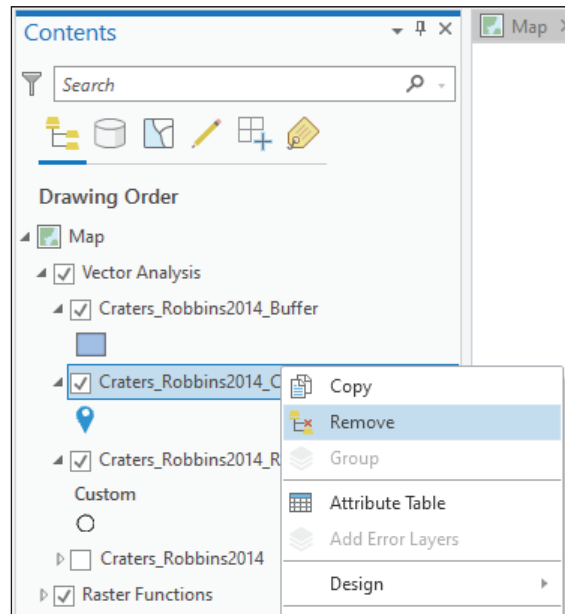 Contents
Map
Search
Drawing Order
Map
Vector Analysis
Craters_Robbins2014_Buffer
Craters_Robbins2014_C
Copy
Remove
Group
Craters_Robbins2014_R
Custom
Attribute Table
Add Error Layers
Craters_Robbins2014
Design
Raster Functions